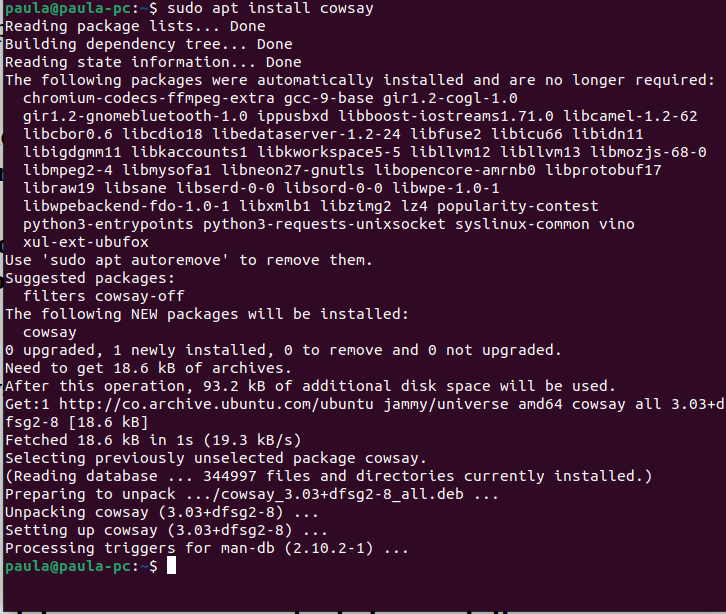 paula@paula-pc:~$ sudo apt install cowsay
Reading package lists... Done
Building dependency tree... Done
Reading state information... Done
The following packages were automatically installed and are no longer required:
  chromium-codecs-ffmpeg-extra gcc-9-base gir1.2-cogl-1.0
  gir1.2-gnomebluetooth-1.0 ippusbxd libboost-iostreams1.71.0 libcamel-1.2-62
  libcbor0.6 libcdio18 libedataserver-1.2-24 libfuse2 libicu66 libidn11
  libigdgmm11 libkaccounts1 libkworkspace5-5 libllvm12 libllvm13 libmozjs-68-0
  libmpeg2-4 libmysofa1 libneon27-gnutls libopencore-amrnb0 libprotobuf17
  libraw19 libsane libserd-0-0 libsord-0-0 libwpe-1.0-1
  libwpebackend-fdo-1.0-1 libxmlb1 libzimg2 lz4 popularity-contest
  python3-entrypoints python3-requests-unixsocket syslinux-common vino
  xul-ext-ubufox
Use 'sudo apt autoremove' to remove them.
Suggested packages:
  filters cowsay-off
The following NEW packages will be installed:
  cowsay
0 upgraded, 1 newly installed, 0 to remove and 0 not upgraded.
Need to get 18.6 kB of archives.
After this operation, 93.2 kB of additional disk space will be used.
Get:1 http://co.archive.ubuntu.com/ubuntu jammy/universe amd64 cowsay all 3.03+d
fsg2-8 [18.6 kB]
Fetched 18.6 kB in 1s (19.3 kB/s)
Selecting previously unselected package cowsay.
(Reading database ... 344997 files and directories currently installed.)
Preparing to unpack .../cowsay_3.03+dfsg2-8_all.deb ...
Unpacking cowsay (3.03+dfsg2-8) ...
Setting up cowsay (3.03+dfsg2-8) ...
Processing triggers for man-db (2.10.2-1) ...
paula@paula-pc:~$